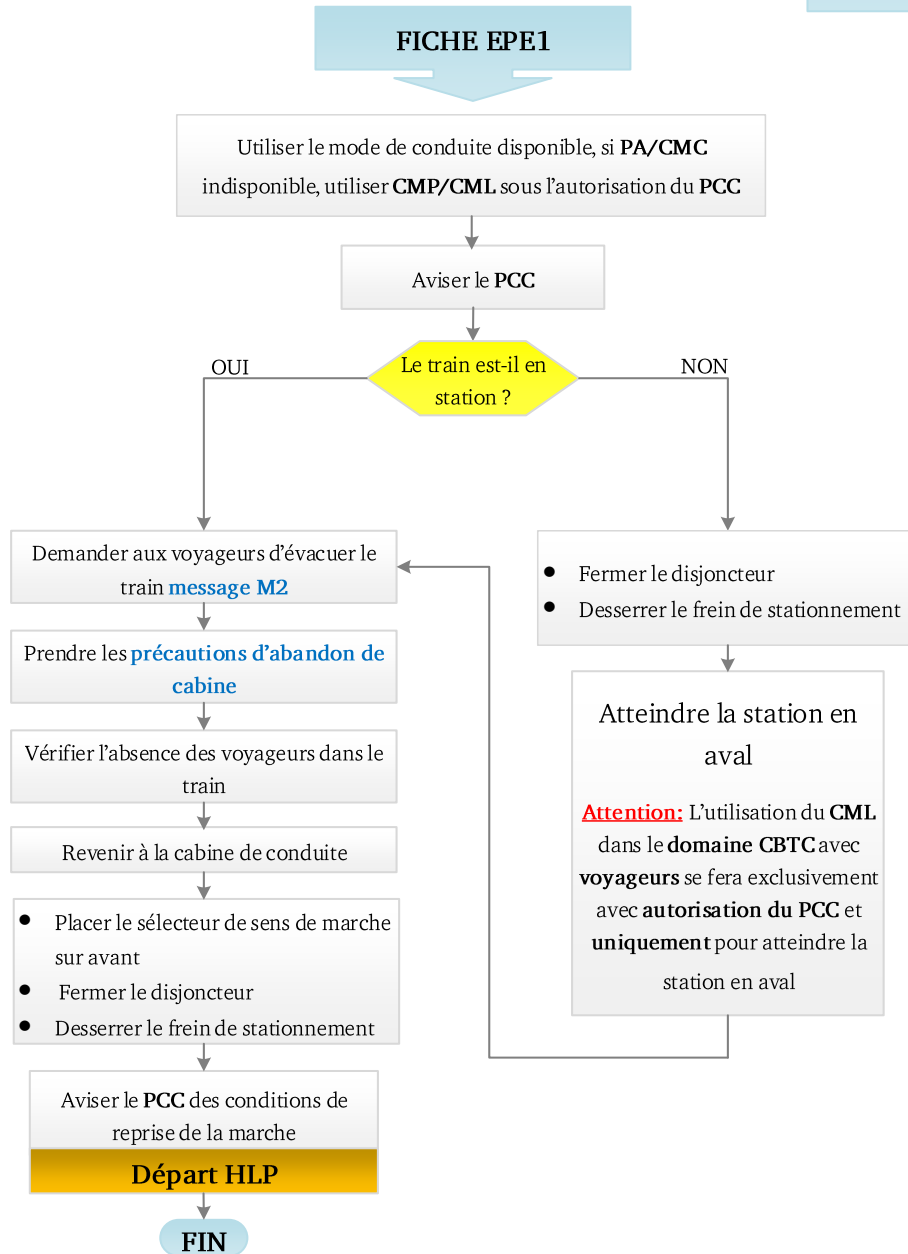 FICHE EPE1
Utiliser le mode de conduite disponible, si PA/CMC
indisponible, utiliser CMP/CML sous l'autorisation du PCC
Aviser le PCC
Le train est-il en
station ?
OUI
NON
Demander aux voyageurs d'évacuer le
train message M2
Prendre les précautions d'abandon de
cabine
Vérifier l'absence des voyageurs dans le
train
Revenir à la cabine de conduite
• Placer le sélecteur de sens de marche
sur avant
• Fermer le disjoncteur
• Desserrer le frein de stationnement
Aviser le PCC des conditions de
reprise de la marche
Départ HLP
FIN
• Fermer le disjoncteur
• Desserrer le frein de stationnement
Atteindre la station en
aval
Attention: L'utilisation du CML
dans le domaine CBTC avec
voyageurs se fera exclusivement
avec autorisation du PCC et
uniquement pour atteindre la
station en aval